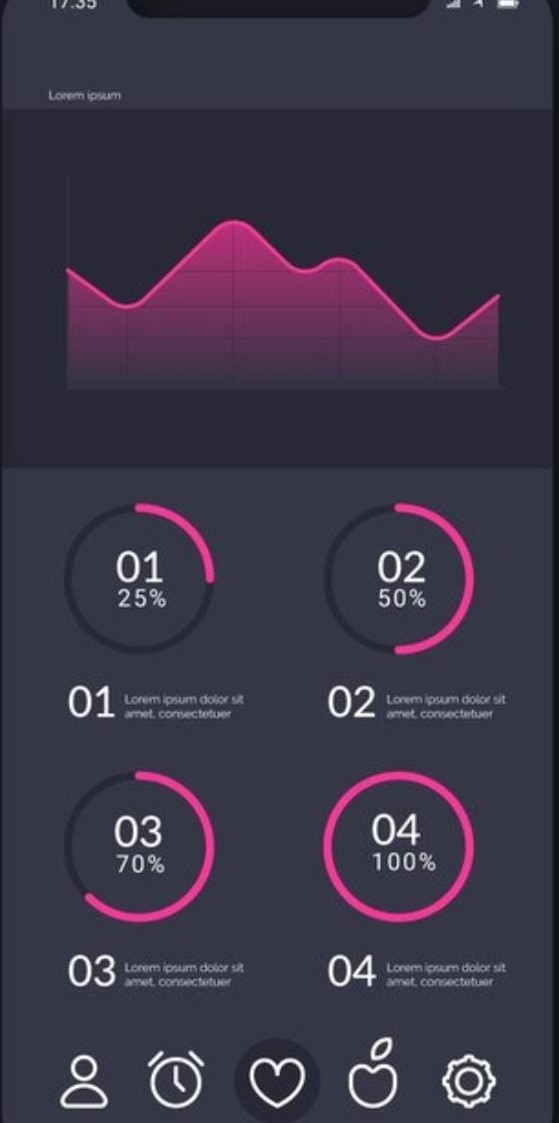 17.35
Lorem ipsum
01
25%
02
50%
01 Lorem ipsum dolor sit
amet, consectetuer
02 Lorem ipsum dolor sit
amet, consectetuer
03
70%
04
100%
03 Lorem ipsum dolor sit
amet, consectetuer
04 Lorem ipsum dolor sit
amet, consectetuer